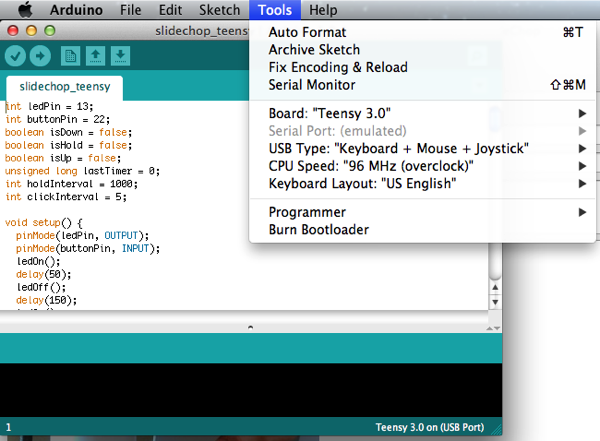 Arduino File Edit Sketch Tools Help
slidechop_teensy
Auto Format ⌘T
Archive Sketch
Fix Encoding & Reload
Serial Monitor ⇧⌘M
Board: "Teensy 3.0"
Serial Port: (emulated)
USB Type: "Keyboard + Mouse + Joystick"
CPU Speed: "96 MHz (overclock)"
Keyboard Layout: "US English"
Programmer
Burn Bootloader
slidechop_teensy
int ledPin = 13;
int buttonPin = 22;
boolean isDown = false;
boolean isHold = false;
boolean isUp = false;
unsigned long lastTimer = 0;
int holdInterval = 1000;
int clickInterval = 5;
void setup() {
pinMode(ledPin, OUTPUT);
pinMode(buttonPin, INPUT);
ledOn();
delay(50);
ledOff();
delay(150);
1 Teensy 3.0 on (USB Port)